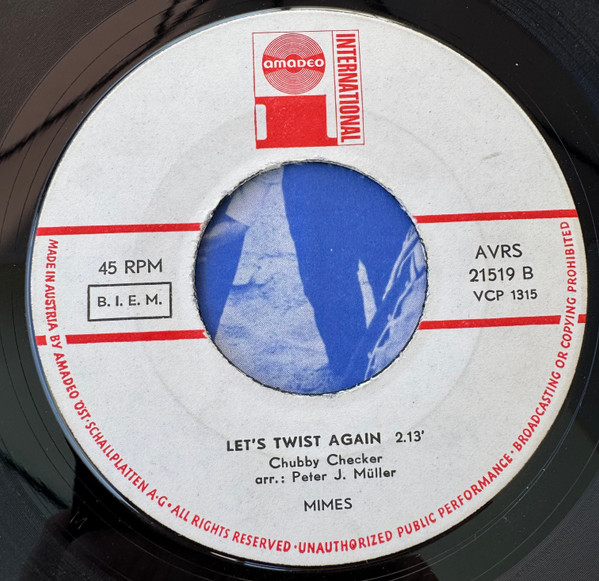 AMADEO
INTERNATIONAL
45 RPM
B. I. E. M.
AVRS
21519 B
VCP 1315
LET'S TWIST AGAIN 2.13'
Chubby Checker
arr.: Peter J. Müller
MIMES
MADE IN AUSTRIA BY AMADEO ÖST. SCHALLPLATTEN A·G · ALL RIGHTS RESERVED · UNAUTHORIZED PUBLIC PERFORMANCE · BROADCASTING OR COPYING PROHIBITED